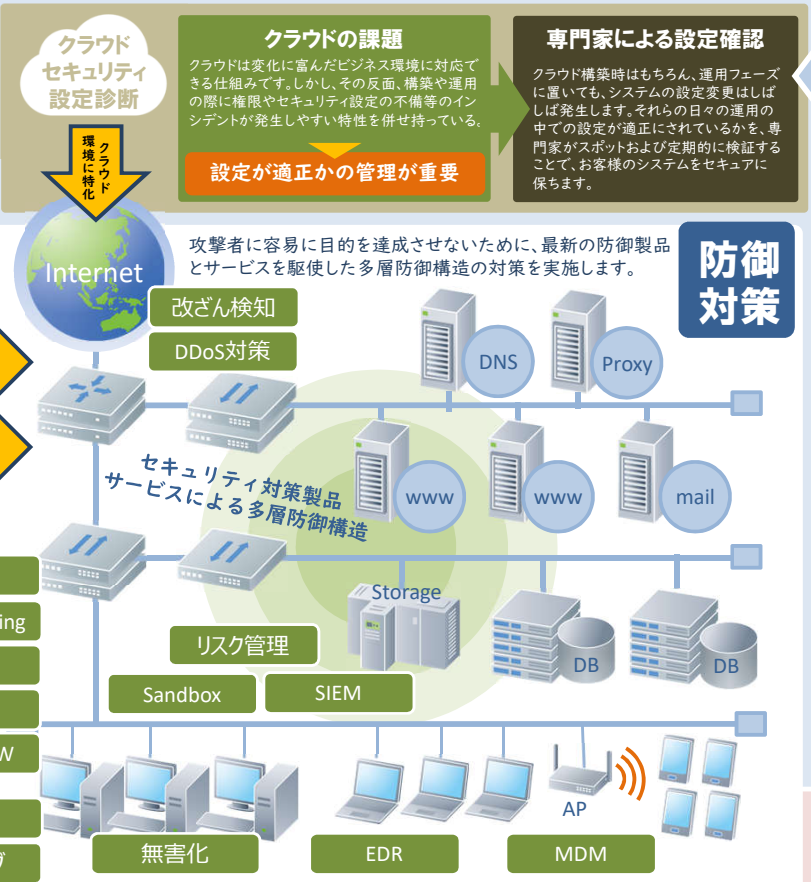 クラウド
セキュリティ
設定診断
クラウド
環境に特化
クラウドの課題
クラウドは変化に富んだビジネス環境に対応で
きる仕組みです。しかし、その反面、構築や運用
の際に権限やセキュリティ設定の不備等のイン
シデントが発生しやすい特性を併せ持っている。
設定が適正かの管理が重要
専門家による設定確認
クラウド構築時はもちろん、運用フェーズ
に置いても、システムの設定変更はしば
しば発生します。それらの日々の運用の
中での設定が適正にされているかを、専
門家がスポットおよび定期的に検証する
ことで、お客様のシステムをセキュアに
保ちます。
Internet
攻撃者に容易に目的を達成させないために、最新の防御製品
とサービスを駆使した多層防御構造の対策を実施します。
防御
対策
改ざん検知
DDoS対策
DNS
Proxy
セキュリティ対策製品
サービスによる多層防御構造
www
www
mail
Storage
DB
DB
ing
リスク管理
Sandbox
SIEM
W
AP
無害化
EDR
MDM